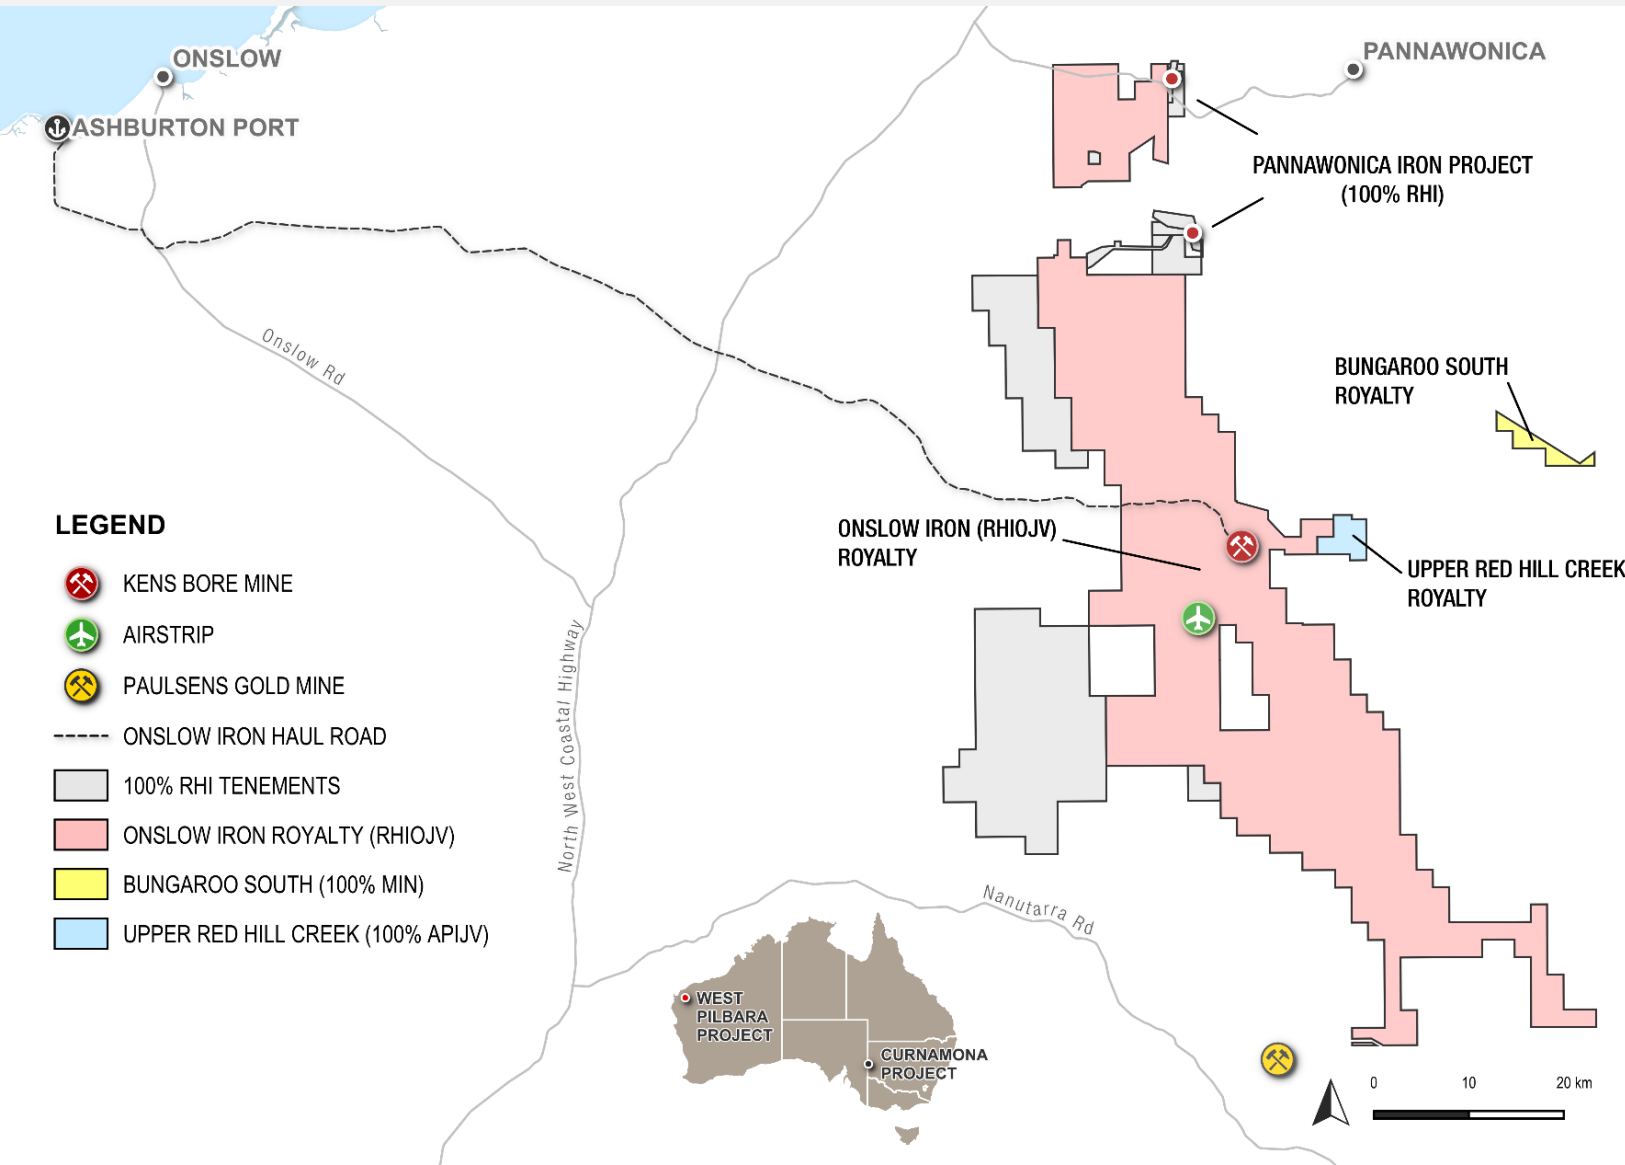 ONSLOW
PANNAWONICA
ASHBURTON PORT
PANNAWONICA IRON PROJECT
(100% RHI)
Onslow Rd
BUNGAROO SOUTH
ROYALTY
ONSLOW IRON (RHIOJV)
ROYALTY
UPPER RED HILL CREEK
ROYALTY
LEGEND
KENS BORE MINE
AIRSTRIP
PAULSENS GOLD MINE
ONSLOW IRON HAUL ROAD
100% RHI TENEMENTS
ONSLOW IRON ROYALTY (RHIOJV)
BUNGAROO SOUTH (100% MIN)
UPPER RED HILL CREEK (100% APIJV)
North West Coastal Highway
Nanutarra Rd
WEST
PILBARA
PROJECT
CURNAMONA
PROJECT
0 10 20 km